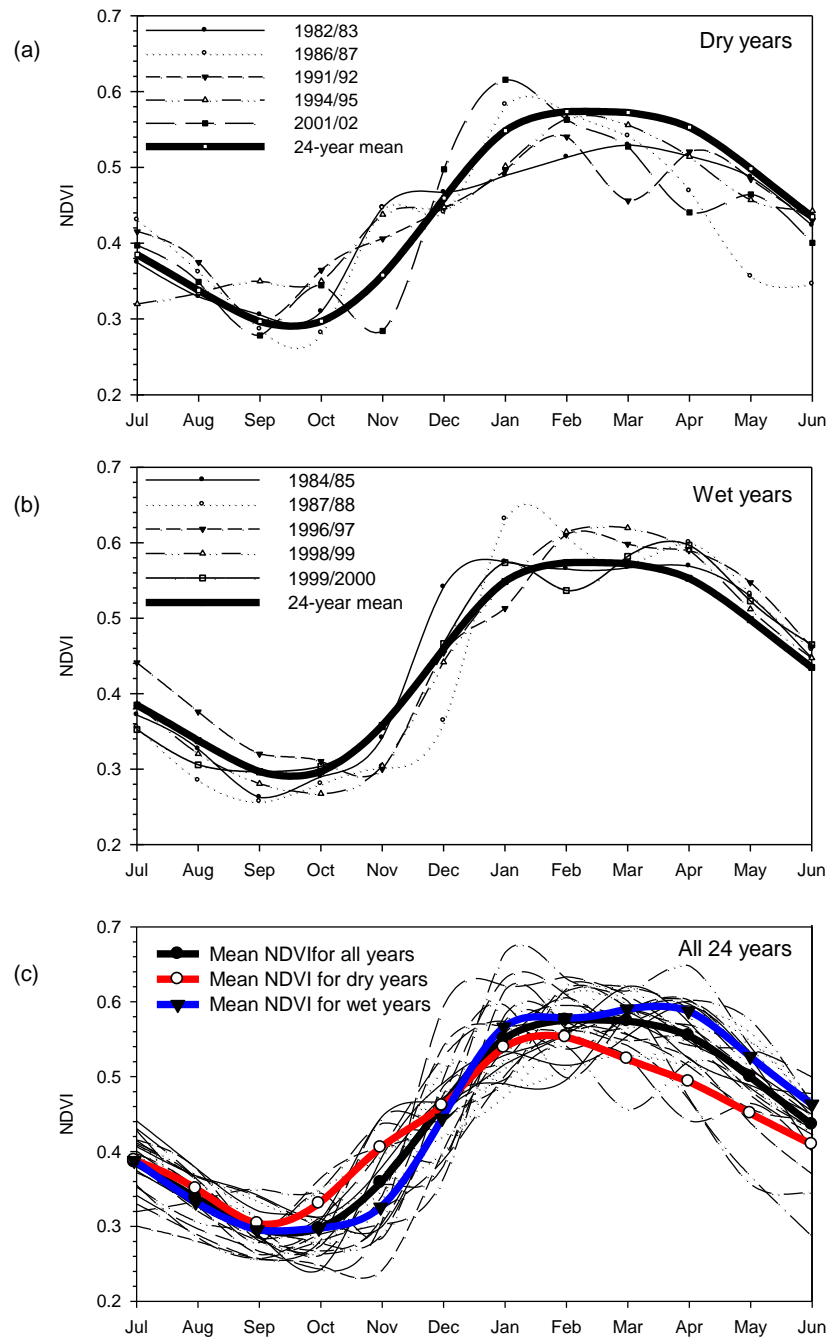 (a)
Dry years
1982/83
1986/87
1991/92
1994/95
2001/02
24-year mean
NDVI
0.7
0.6
0.5
0.4
0.3
0.2
Jul Aug Sep Oct Nov Dec Jan Feb Mar Apr May Jun
(b)
Wet years
1984/85
1987/88
1996/97
1998/99
1999/2000
24-year mean
NDVI
0.7
0.6
0.5
0.4
0.3
0.2
Jul Aug Sep Oct Nov Dec Jan Feb Mar Apr May Jun
(c)
All 24 years
Mean NDVIfor all years
Mean NDVI for dry years
Mean NDVI for wet years
NDVI
0.7
0.6
0.5
0.4
0.3
0.2
Jul Aug Sep Oct Nov Dec Jan Feb Mar Apr May Jun